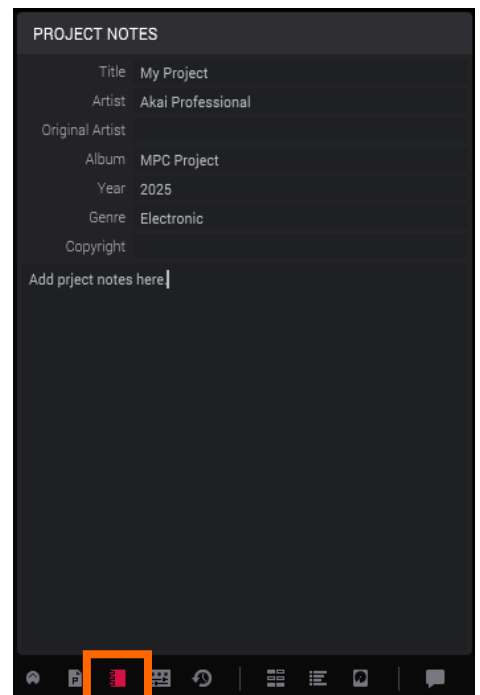 PROJECT NOTES
Title My Project
Artist Akai Professional
Original Artist
Album MPC Project
Year 2025
Genre Electronic
Copyright
Add prject notes here.